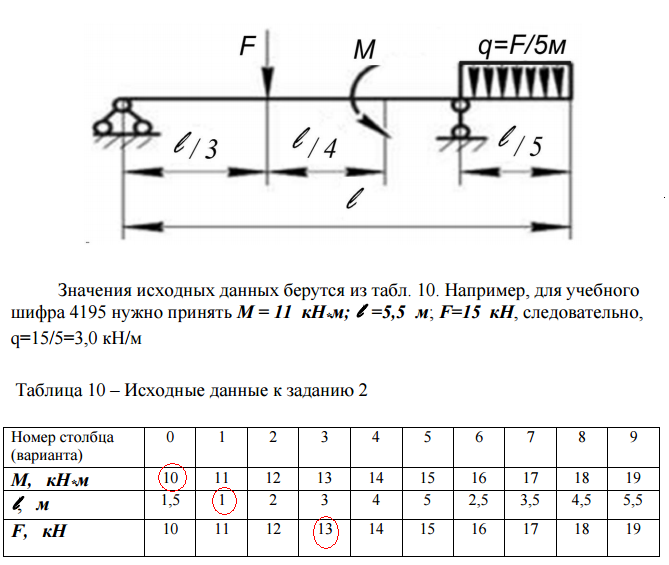 F M q=F/5м
ℓ/3 ℓ/4 ℓ/5
ℓ
Значения исходных данных берутся из табл. 10. Например, для учебного
шифра 4195 нужно принять M = 11 кН•м; ℓ =5,5 м; F=15 кН, следовательно,
q=15/5=3,0 кН/м
Таблица 10 – Исходные данные к заданию 2
Номер столбца (варианта) 0 1 2 3 4 5 6 7 8 9
M, кН•м 10 11 12 13 14 15 16 17 18 19
ℓ, м 1,5 1 2 3 4 5 2,5 3,5 4,5 5,5
F, кН 10 11 12 13 14 15 16 17 18 19